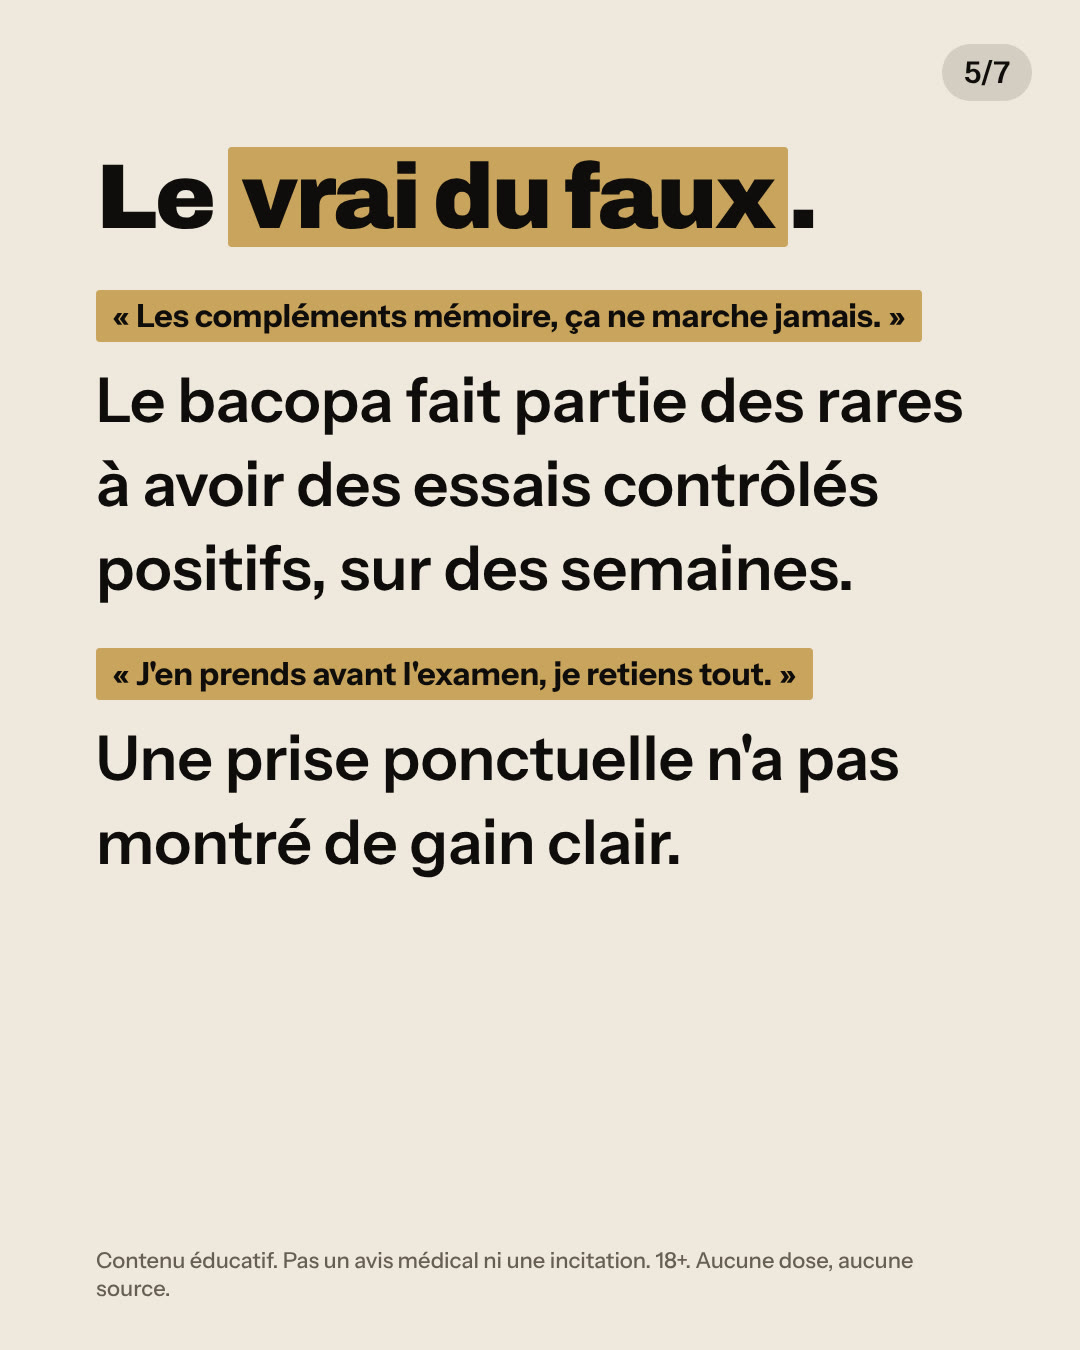 5/7
Le vrai du faux.
« Les compléments mémoire, ça ne marche jamais. »
Le bacopa fait partie des rares
à avoir des essais contrôlés
positifs, sur des semaines.
« J'en prends avant l'examen, je retiens tout. »
Une prise ponctuelle n'a pas
montré de gain clair.
Contenu éducatif. Pas un avis médical ni une incitation. 18+. Aucune dose, aucune
source.